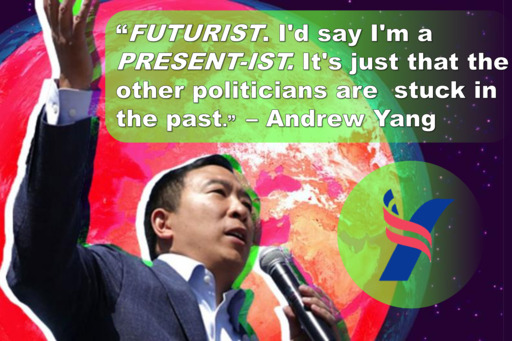 “FUTURIST. I'd say I'm a
PRESENT-IST. It's just that the
other politicians are stuck in
the past.” – Andrew Yang